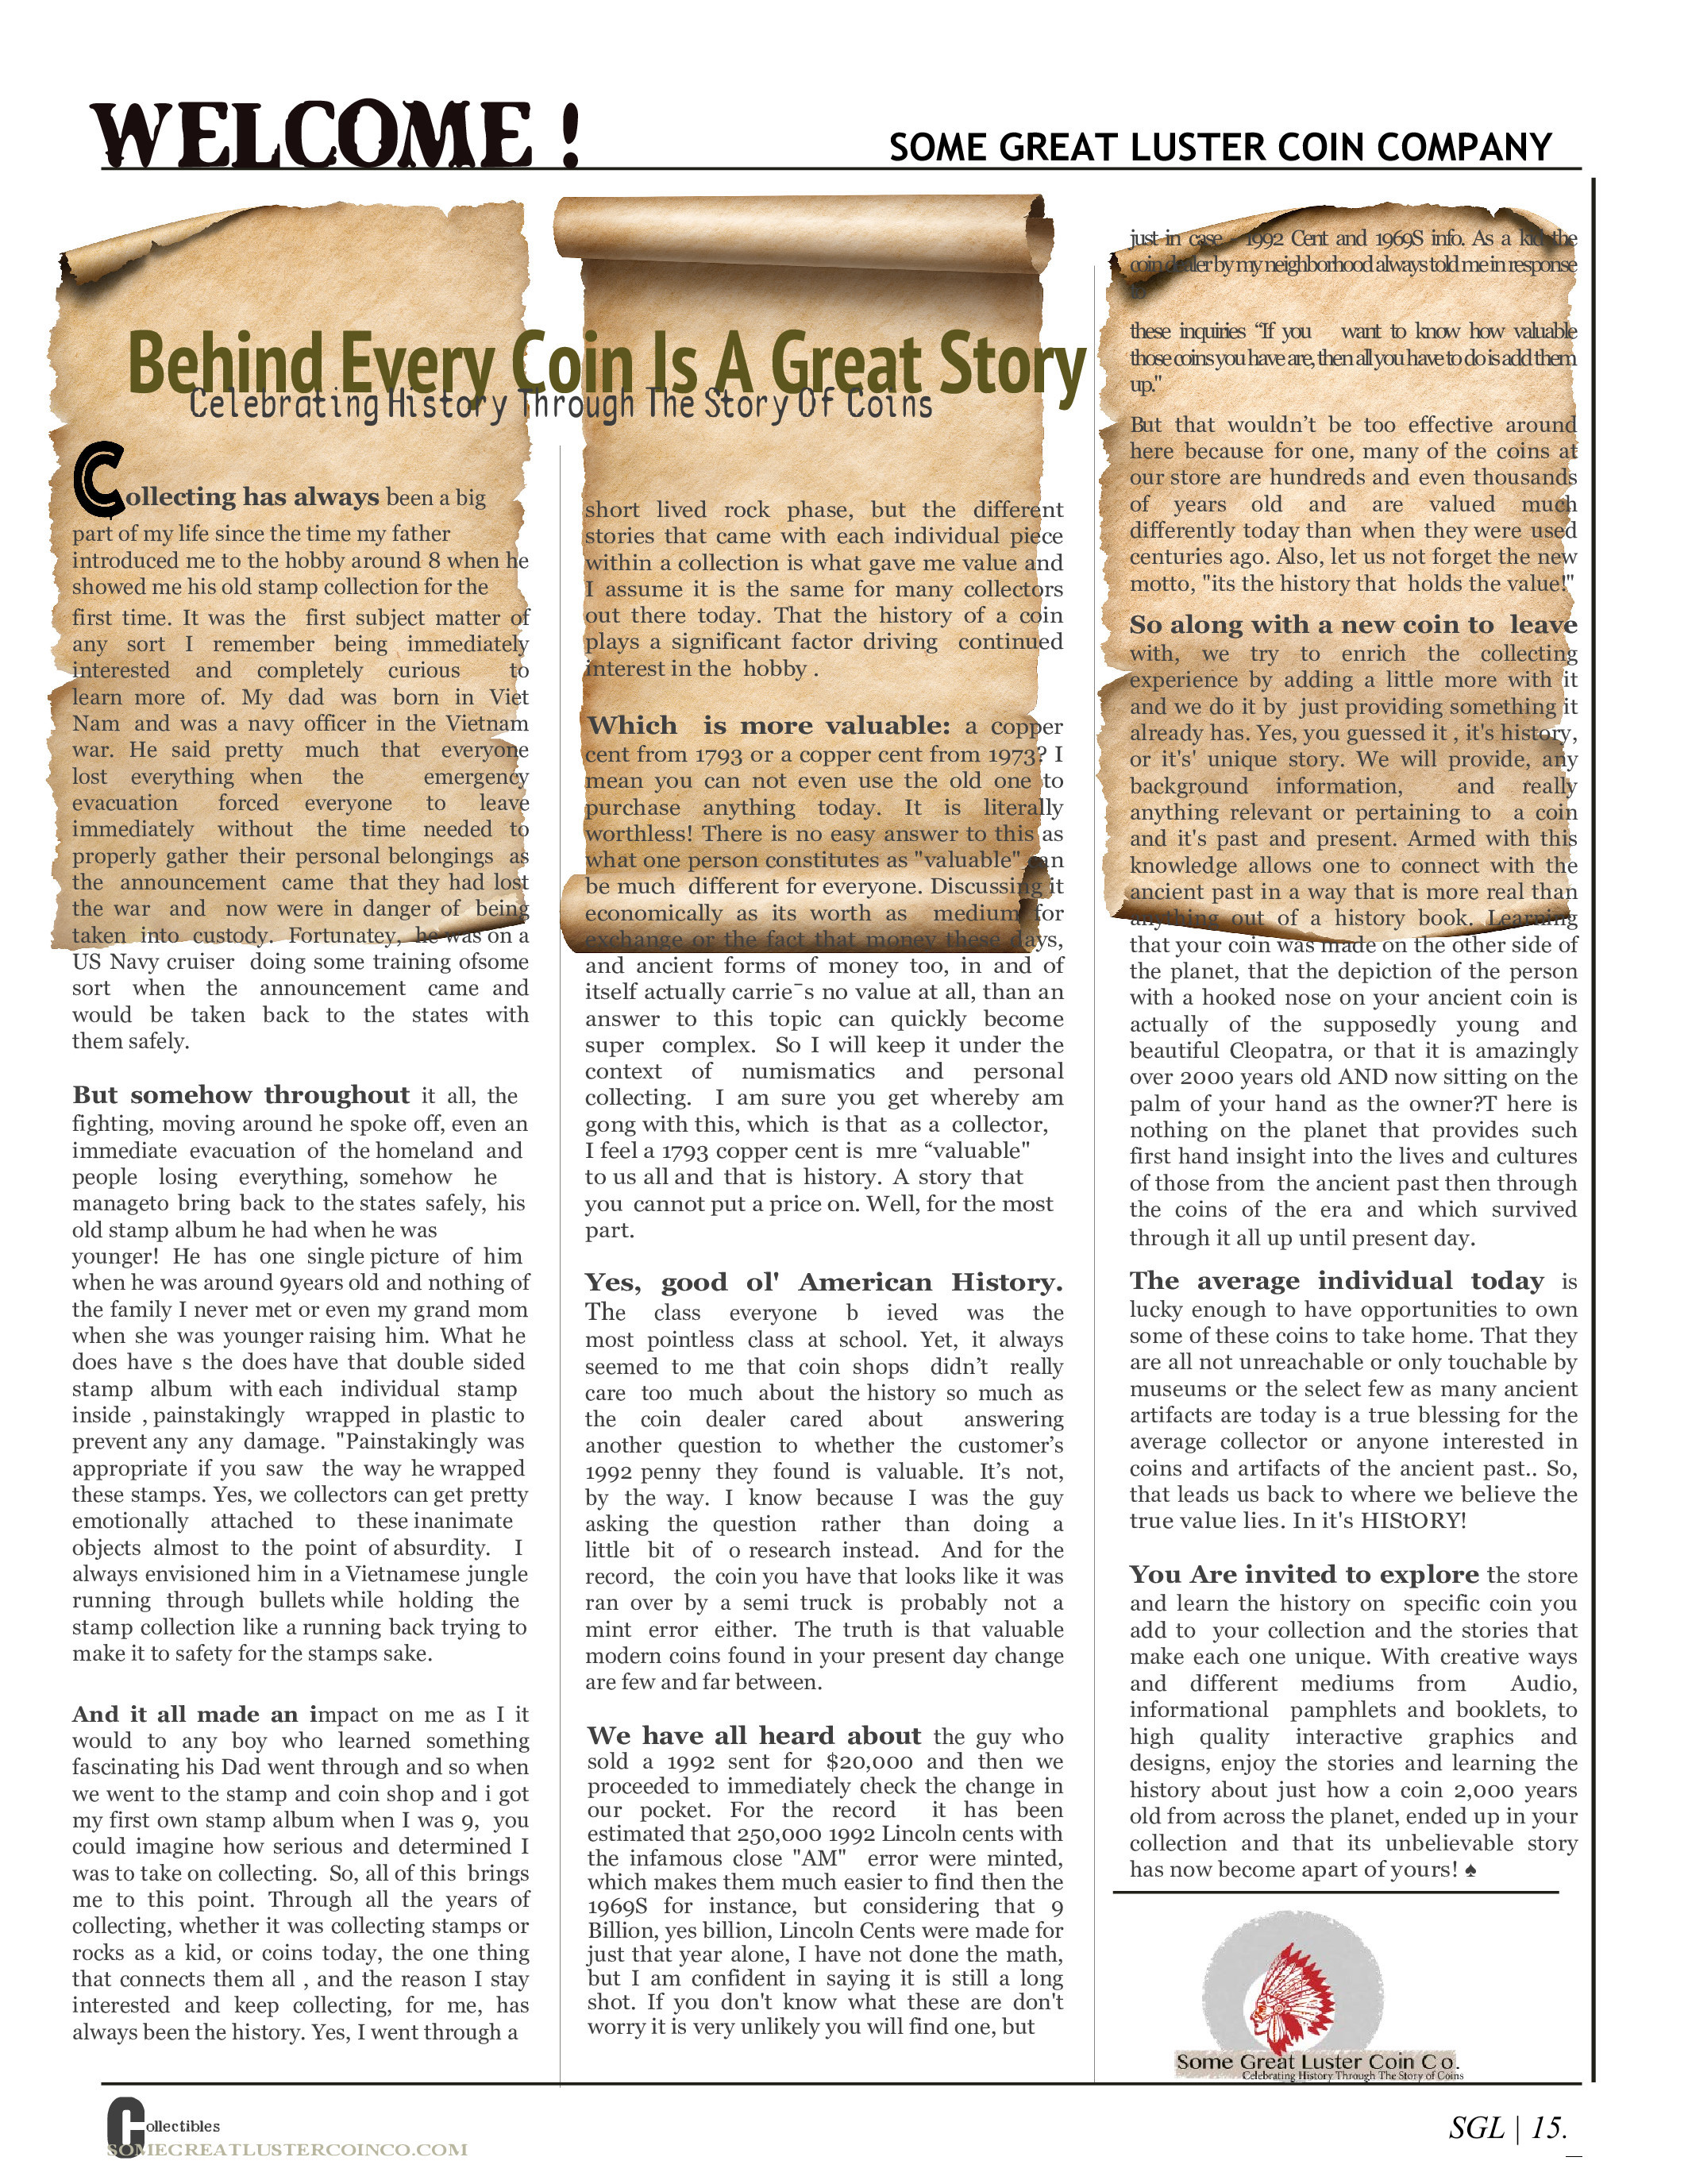 WELCOME !
SOME GREAT LUSTER COIN COMPANY
Behind Every Coin Is A Great Story
Celebrating History Through The Story Of Coins
Collecting has always been a big
part of my life since the time my father
introduced me to the hobby around 8 when he
showed me his old stamp collection for the
first time. It was the first subject matter of
any sort I remember being immediately
interested and completely curious to
learn more of. My dad was born in Viet
Nam and was a navy officer in the Vietnam
war. He said pretty much that everyone
lost everything when the emergency
evacuation forced everyone to leave
immediately without the time needed to
properly gather their personal belongings as
the announcement came that they had lost
the war and now were in danger of being
taken into custody. Fortunatey, he was on a
US Navy cruiser doing some training ofsome
sort when the announcement came and
would be taken back to the states with
them safely.
But somehow throughout it all, the
fighting, moving around he spoke off, even an
immediate evacuation of the homeland and
people losing everything, somehow he
manageto bring back to the states safely, his
old stamp album he had when he was
younger! He has one single picture of him
when he was around 9years old and nothing of
the family I never met or even my grand mom
when she was younger raising him. What he
does have s the does have that double sided
stamp album with each individual stamp
inside , painstakingly wrapped in plastic to
prevent any any damage. "Painstakingly was
appropriate if you saw the way he wrapped
these stamps. Yes, we collectors can get pretty
emotionally attached to these inanimate
objects almost to the point of absurdity. I
always envisioned him in a Vietnamese jungle
running through bullets while holding the
stamp collection like a running back trying to
make it to safety for the stamps sake.
And it all made an impact on me as I it
would to any boy who learned something
fascinating his Dad went through and so when
we went to the stamp and coin shop and i got
my first own stamp album when I was 9, you
could imagine how serious and determined I
was to take on collecting. So, all of this brings
me to this point. Through all the years of
collecting, whether it was collecting stamps or
rocks as a kid, or coins today, the one thing
that connects them all , and the reason I stay
interested and keep collecting, for me, has
always been the history. Yes, I went through a
short lived rock phase, but the different
stories that came with each individual piece
within a collection is what gave me value and
I assume it is the same for many collectors
out there today. That the history of a coin
plays a significant factor driving continued
interest in the hobby .
Which is more valuable: a copper
cent from 1793 or a copper cent from 1973? I
mean you can not even use the old one to
purchase anything today. It is literally
worthless! There is no easy answer to this as
what one person constitutes as "valuable" can
be much different for everyone. Discussing it
economically as its worth as medium for
exchange or the fact that money these days,
and ancient forms of money too, in and of
itself actually carrie¯s no value at all, than an
answer to this topic can quickly become
super complex. So I will keep it under the
context of numismatics and personal
collecting. I am sure you get whereby am
gong with this, which is that as a collector,
I feel a 1793 copper cent is mre “valuable"
to us all and that is history. A story that
you cannot put a price on. Well, for the most
part.
Yes, good ol' American History.
The class everyone b ieved was the
most pointless class at school. Yet, it always
seemed to me that coin shops didn’t really
care too much about the history so much as
the coin dealer cared about answering
another question to whether the customer’s
1992 penny they found is valuable. It’s not,
by the way. I know because I was the guy
asking the question rather than doing a
little bit of o research instead. And for the
record, the coin you have that looks like it was
ran over by a semi truck is probably not a
mint error either. The truth is that valuable
modern coins found in your present day change
are few and far between.
We have all heard about the guy who
sold a 1992 sent for $20,000 and then we
proceeded to immediately check the change in
our pocket. For the record it has been
estimated that 250,000 1992 Lincoln cents with
the infamous close "AM" error were minted,
which makes them much easier to find then the
1969S for instance, but considering that 9
Billion, yes billion, Lincoln Cents were made for
just that year alone, I have not done the math,
but I am confident in saying it is still a long
shot. If you don't know what these are don't
worry it is very unlikely you will find one, but
just in case - 1992 Cent and 1969S info. As a kid the
coin dealer by my neighborhood always told me in response
to
these inquiries “If you want to know how valuable
those coins you have are, then all you have to do is add them
up."
But that wouldn’t be too effective around
here because for one, many of the coins at
our store are hundreds and even thousands
of years old and are valued much
differently today than when they were used
centuries ago. Also, let us not forget the new
motto, "its the history that holds the value!"
So along with a new coin to leave
with, we try to enrich the collecting
experience by adding a little more with it
and we do it by just providing something it
already has. Yes, you guessed it , it's history,
or it's' unique story. We will provide, any
background information, and really
anything relevant or pertaining to a coin
and it's past and present. Armed with this
knowledge allows one to connect with the
ancient past in a way that is more real than
anything out of a history book. Learning
that your coin was made on the other side of
the planet, that the depiction of the person
with a hooked nose on your ancient coin is
actually of the supposedly young and
beautiful Cleopatra, or that it is amazingly
over 2000 years old AND now sitting on the
palm of your hand as the owner?T here is
nothing on the planet that provides such
first hand insight into the lives and cultures
of those from the ancient past then through
the coins of the era and which survived
through it all up until present day.
The average individual today is
lucky enough to have opportunities to own
some of these coins to take home. That they
are all not unreachable or only touchable by
museums or the select few as many ancient
artifacts are today is a true blessing for the
average collector or anyone interested in
coins and artifacts of the ancient past.. So,
that leads us back to where we believe the
true value lies. In it's HIStORY!
You Are invited to explore the store
and learn the history on specific coin you
add to your collection and the stories that
make each one unique. With creative ways
and different mediums from Audio,
informational pamphlets and booklets, to
high quality interactive graphics and
designs, enjoy the stories and learning the
history about just how a coin 2,000 years
old from across the planet, ended up in your
collection and that its unbelievable story
has now become apart of yours! ♠
Some Great Luster Coin Co.
Celebrating History Through The Story of Coins
Collectibles
SOMECREATLUSTERCOINCO.COM
SGL | 15.